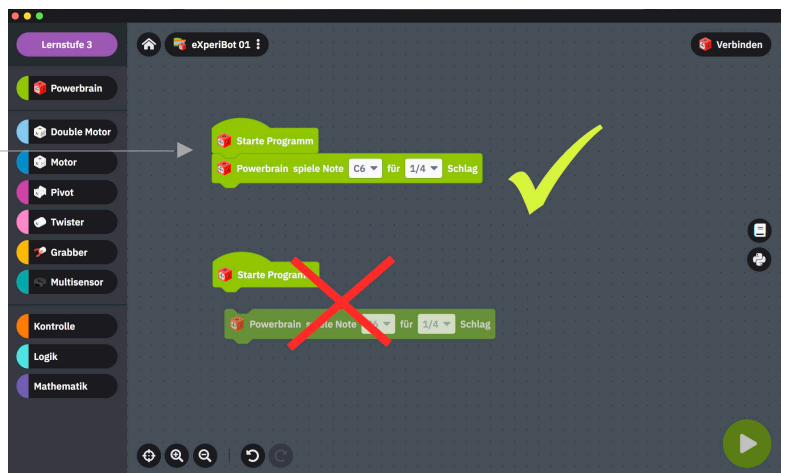 Lernstufe 3
eXperiBot 01
Verbinden
Powerbrain
Double Motor
Motor
Pivot
Twister
Grabber
Multisensor
Kontrolle
Logik
Mathematik
Starte Programm
Powerbrain spiele Note C6 für 1/4 Schlag
Starte Programm
Powerbrain spiele Note für 1/4 Schlag